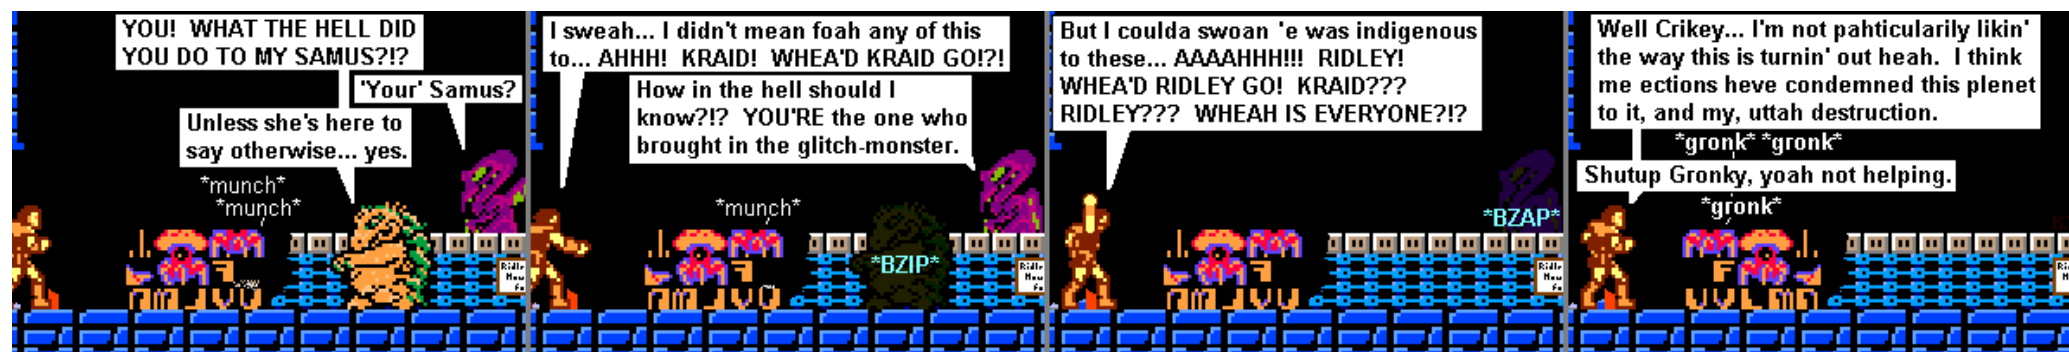 YOU!  WHAT THE HELL DID
YOU DO TO MY SAMUS?!?
'Your' Samus?
Unless she's here to
say otherwise... yes.
*munch*
*munch*
I sweah... I didn't mean foah any of this
to... AHHH!  KRAID!  WHEA'D KRAID GO!?!
How in the hell should I
know?!?  YOU'RE the one who
brought in the glitch-monster.
*munch*
*BZIP*
But I coulda swoan 'e was indigenous
to these... AAAAHHH!!!  RIDLEY!
WHEA'D RIDLEY GO!  KRAID???
RIDLEY???  WHEAH IS EVERYONE?!?
*BZAP*
Well Crikey... I'm not pahticularily likin'
the way this is turnin' out heah.  I think
me ections heve condemned this plenet
to it, and my, uttah destruction.
*gronk* *gronk*
Shutup Gronky, yoah not helping.
*gronk*